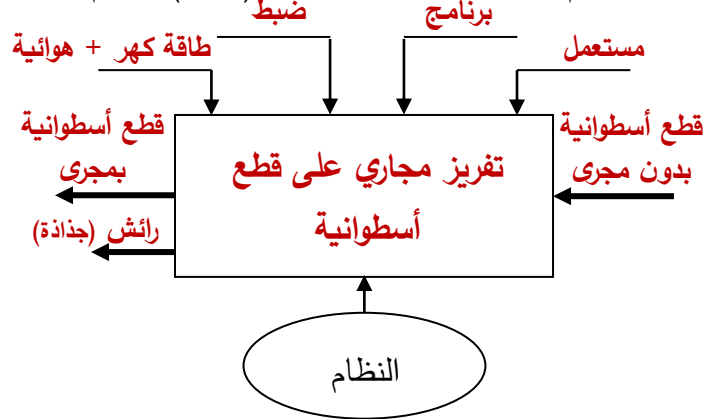 ضبط
برنامج
طاقة كهر + هوائية
مستعمل
قطع أسطوانية
بدون مجرى
تفريز مجاري على قطع
أسطوانية
قطع أسطوانية
بمجرى
رائش (جذاذة)
النظام